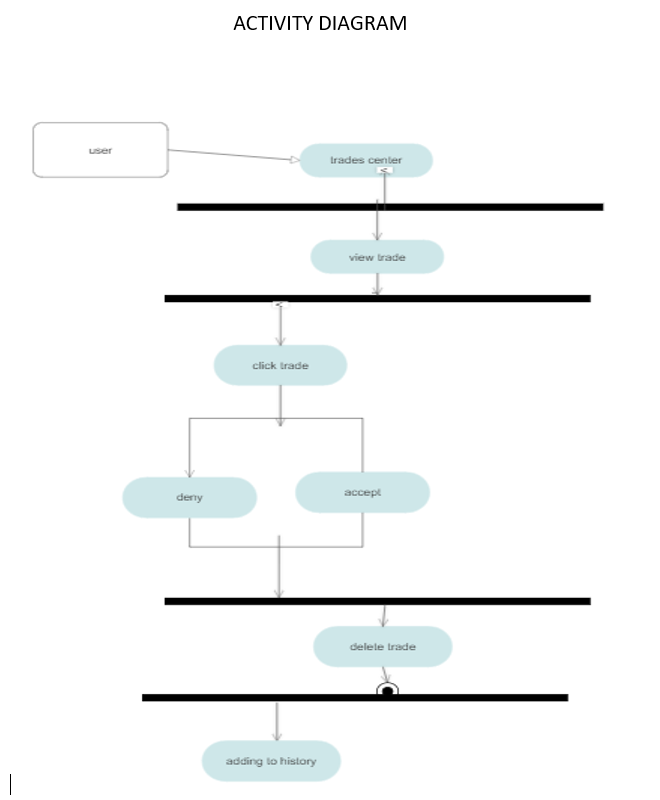 ACTIVITY DIAGRAM
user
trades center
view trade
click trade
deny
accept
delete trade
adding to history